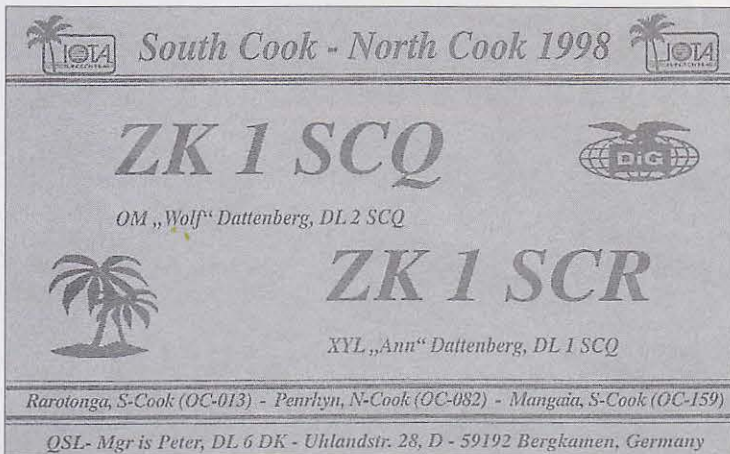 IOTA South Cook - North Cook 1998 IOTA
ZK 1 SCQ
DiG
OM „Wolf“ Dattenberg, DL 2 SCQ
ZK 1 SCR
XYL „Ann“ Dattenberg, DL 1 SCQ
Rarotonga, S-Cook (OC-013) - Penrhyn, N-Cook (OC-082) - Mangaia, S-Cook (OC-159)
QSL- Mgr is Peter, DL 6 DK - Uhlandstr. 28, D - 59192 Bergkamen, Germany